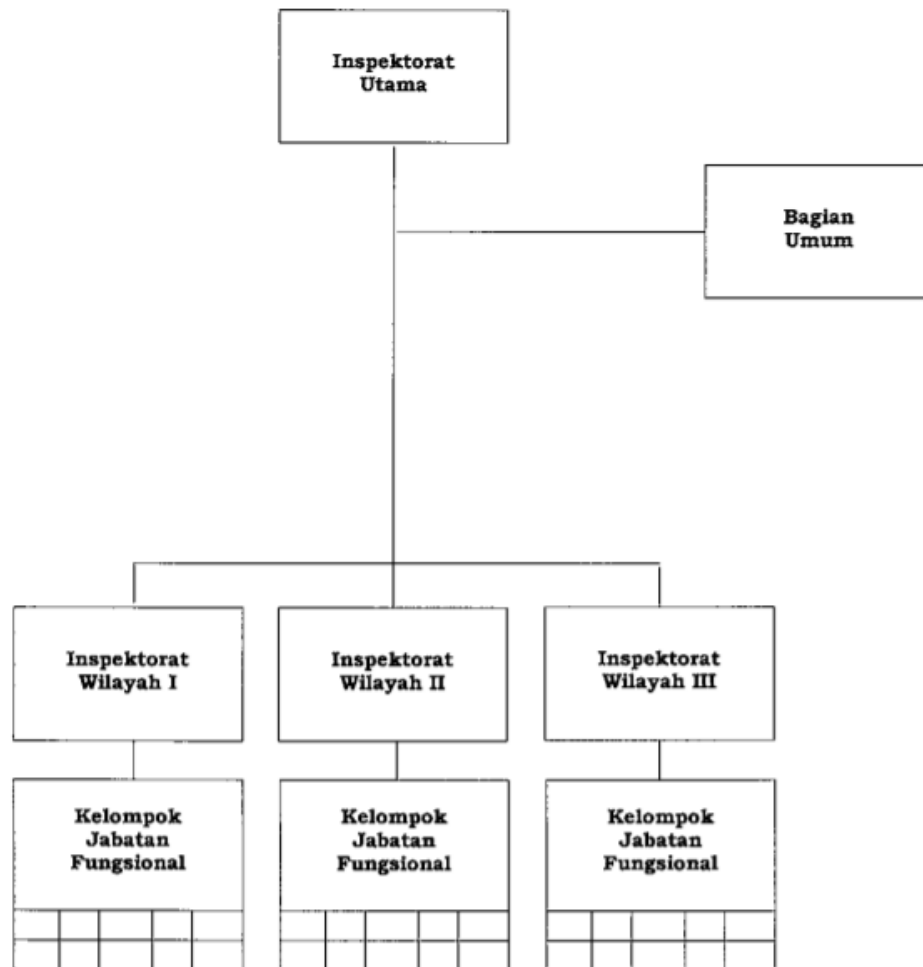 Inspektorat
Utama
Bagian
Umum
Inspektorat
Wilayah I
Inspektorat
Wilayah II
Inspektorat
Wilayah III
Kelompok
Jabatan
Fungsional
Kelompok
Jabatan
Fungsional
Kelompok
Jabatan
Fungsional